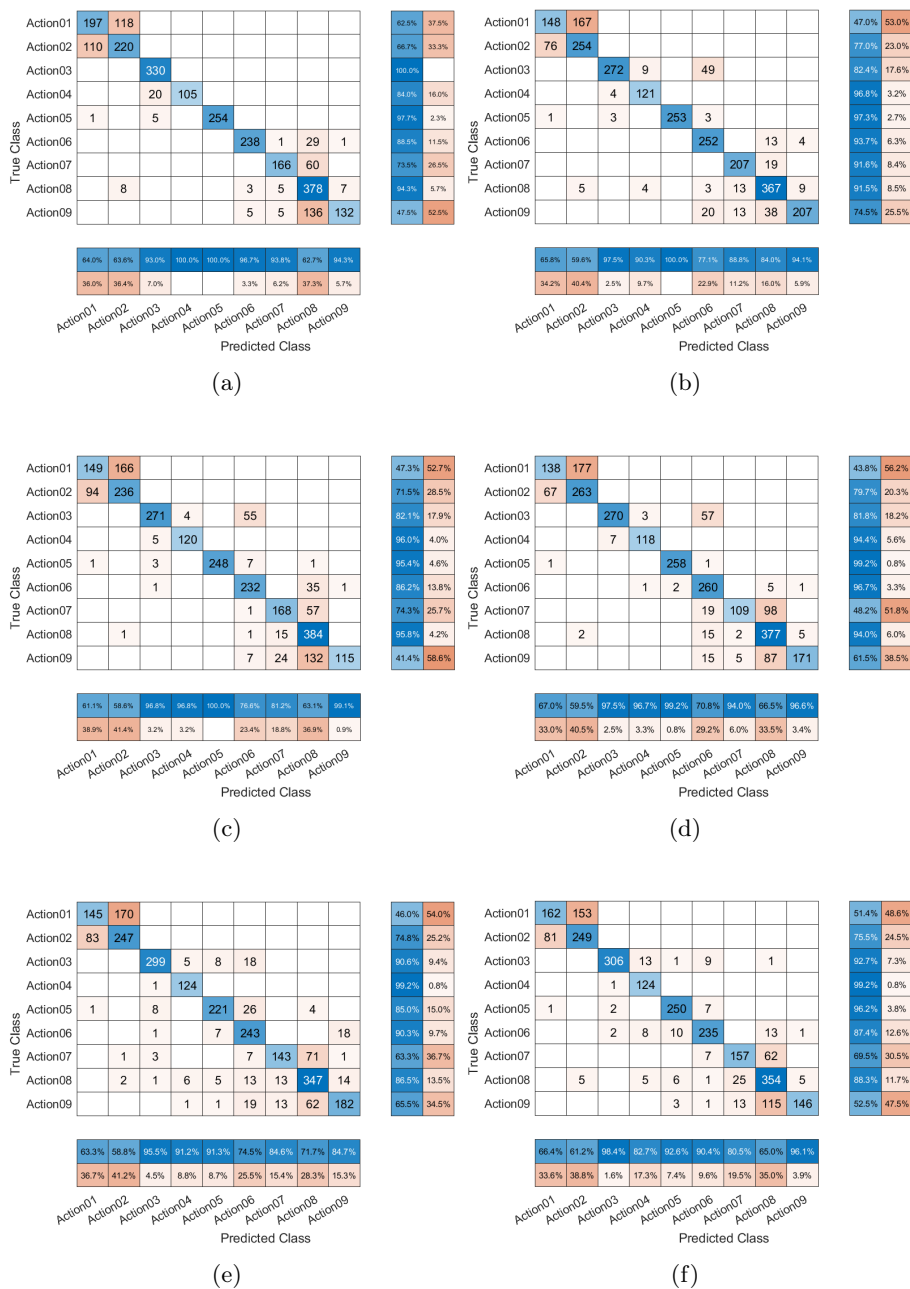 Action01 197 118 62.5% 37.5%
Action02 110 220 66.7% 33.3%
Action03 330 100.0%
Action04 20 105 84.0% 16.0%
Action05 1 5 254 97.7% 2.3%
Action06 238 1 29 1 88.5% 11.5%
Action07 166 60 73.5% 26.5%
Action08 8 3 5 378 7 94.3% 5.7%
Action09 5 5 136 132 47.5% 52.5%
True Class
64.0% 63.6% 93.0% 100.0% 100.0% 96.7% 93.8% 62.7% 94.3%
36.0% 36.4% 7.0% 3.3% 6.2% 37.3% 5.7%
Action01 Action02 Action03 Action04 Action05 Action06 Action07 Action08 Action09
Predicted Class
(a)
Action01 148 167 47.0% 53.0%
Action02 76 254 77.0% 23.0%
Action03 272 9 49 82.4% 17.6%
Action04 4 121 96.8% 3.2%
Action05 1 3 253 3 97.3% 2.7%
Action06 252 13 4 93.7% 6.3%
Action07 207 19 91.6% 8.4%
Action08 5 4 3 13 367 9 91.5% 8.5%
Action09 20 13 38 207 74.5% 25.5%
True Class
65.8% 59.6% 97.5% 90.3% 100.0% 77.1% 88.8% 84.0% 94.1%
34.2% 40.4% 2.5% 9.7% 22.9% 11.2% 16.0% 5.9%
Action01 Action02 Action03 Action04 Action05 Action06 Action07 Action08 Action09
Predicted Class
(b)
Action01 149 166 47.3% 52.7%
Action02 94 236 71.5% 28.5%
Action03 271 4 55 82.1% 17.9%
Action04 5 120 96.0% 4.0%
Action05 1 3 248 7 1 95.4% 4.6%
Action06 1 232 35 1 86.2% 13.8%
Action07 1 168 57 74.3% 25.7%
Action08 1 1 15 384 95.8% 4.2%
Action09 7 24 132 115 41.4% 58.6%
True Class
61.1% 58.6% 96.8% 96.8% 100.0% 76.6% 81.2% 63.1% 99.1%
38.9% 41.4% 3.2% 3.2% 23.4% 18.8% 36.9% 0.9%
Action01 Action02 Action03 Action04 Action05 Action06 Action07 Action08 Action09
Predicted Class
(c)
Action01 138 177 43.8% 56.2%
Action02 67 263 79.7% 20.3%
Action03 270 3 57 81.8% 18.2%
Action04 7 118 94.4% 5.6%
Action05 1 258 1 99.2% 0.8%
Action06 1 2 260 5 1 96.7% 3.3%
Action07 19 109 98 48.2% 51.8%
Action08 2 15 2 377 5 94.0% 6.0%
Action09 15 5 87 171 61.5% 38.5%
True Class
67.0% 59.5% 97.5% 96.7% 99.2% 70.8% 94.0% 66.5% 96.6%
33.0% 40.5% 2.5% 3.3% 0.8% 29.2% 6.0% 33.5% 3.4%
Action01 Action02 Action03 Action04 Action05 Action06 Action07 Action08 Action09
Predicted Class
(d)
Action01 145 170 46.0% 54.0%
Action02 83 247 74.8% 25.2%
Action03 299 5 8 18 90.6% 9.4%
Action04 1 124 99.2% 0.8%
Action05 1 8 221 26 4 85.0% 15.0%
Action06 1 7 243 18 90.3% 9.7%
Action07 1 3 7 143 71 1 63.3% 36.7%
Action08 2 1 6 5 13 13 347 14 86.5% 13.5%
Action09 1 1 19 13 62 182 65.5% 34.5%
True Class
63.3% 58.8% 95.5% 91.2% 91.3% 74.5% 84.6% 71.7% 84.7%
36.7% 41.2% 4.5% 8.8% 8.7% 25.5% 15.4% 28.3% 15.3%
Action01 Action02 Action03 Action04 Action05 Action06 Action07 Action08 Action09
Predicted Class
(e)
Action01 162 153 51.4% 48.6%
Action02 81 249 75.5% 24.5%
Action03 306 13 1 9 1 92.7% 7.3%
Action04 1 124 99.2% 0.8%
Action05 1 2 250 7 96.2% 3.8%
Action06 2 8 10 235 13 1 87.4% 12.6%
Action07 7 157 62 69.5% 30.5%
Action08 5 5 6 1 25 354 5 88.3% 11.7%
Action09 3 1 13 115 146 52.5% 47.5%
True Class
66.4% 61.2% 98.4% 82.7% 92.6% 90.4% 80.5% 65.0% 96.1%
33.6% 38.8% 1.6% 17.3% 7.4% 9.6% 19.5% 35.0% 3.9%
Action01 Action02 Action03 Action04 Action05 Action06 Action07 Action08 Action09
Predicted Class
(f)